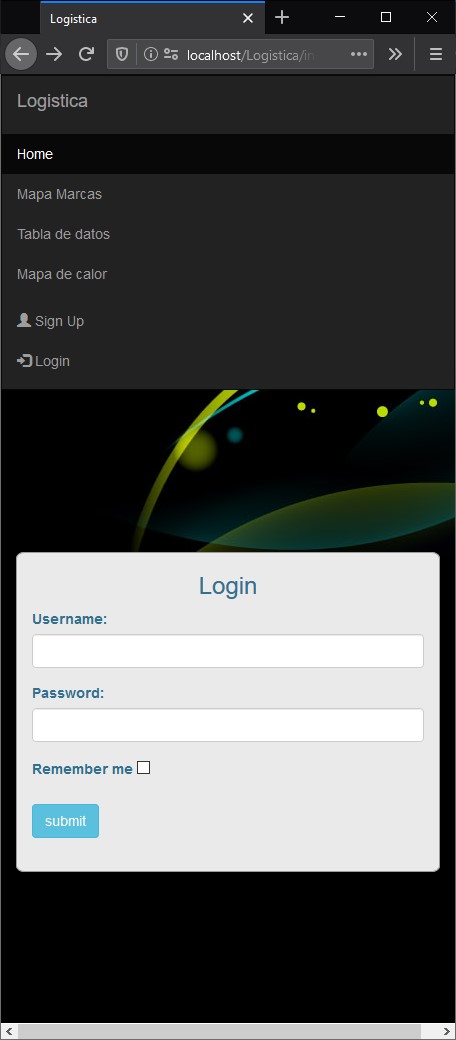 Logistica
localhost/Logistica/in
Logistica
Home
Mapa Marcas
Tabla de datos
Mapa de calor
Sign Up
Login
Login
Username:
Password:
Remember me
submit